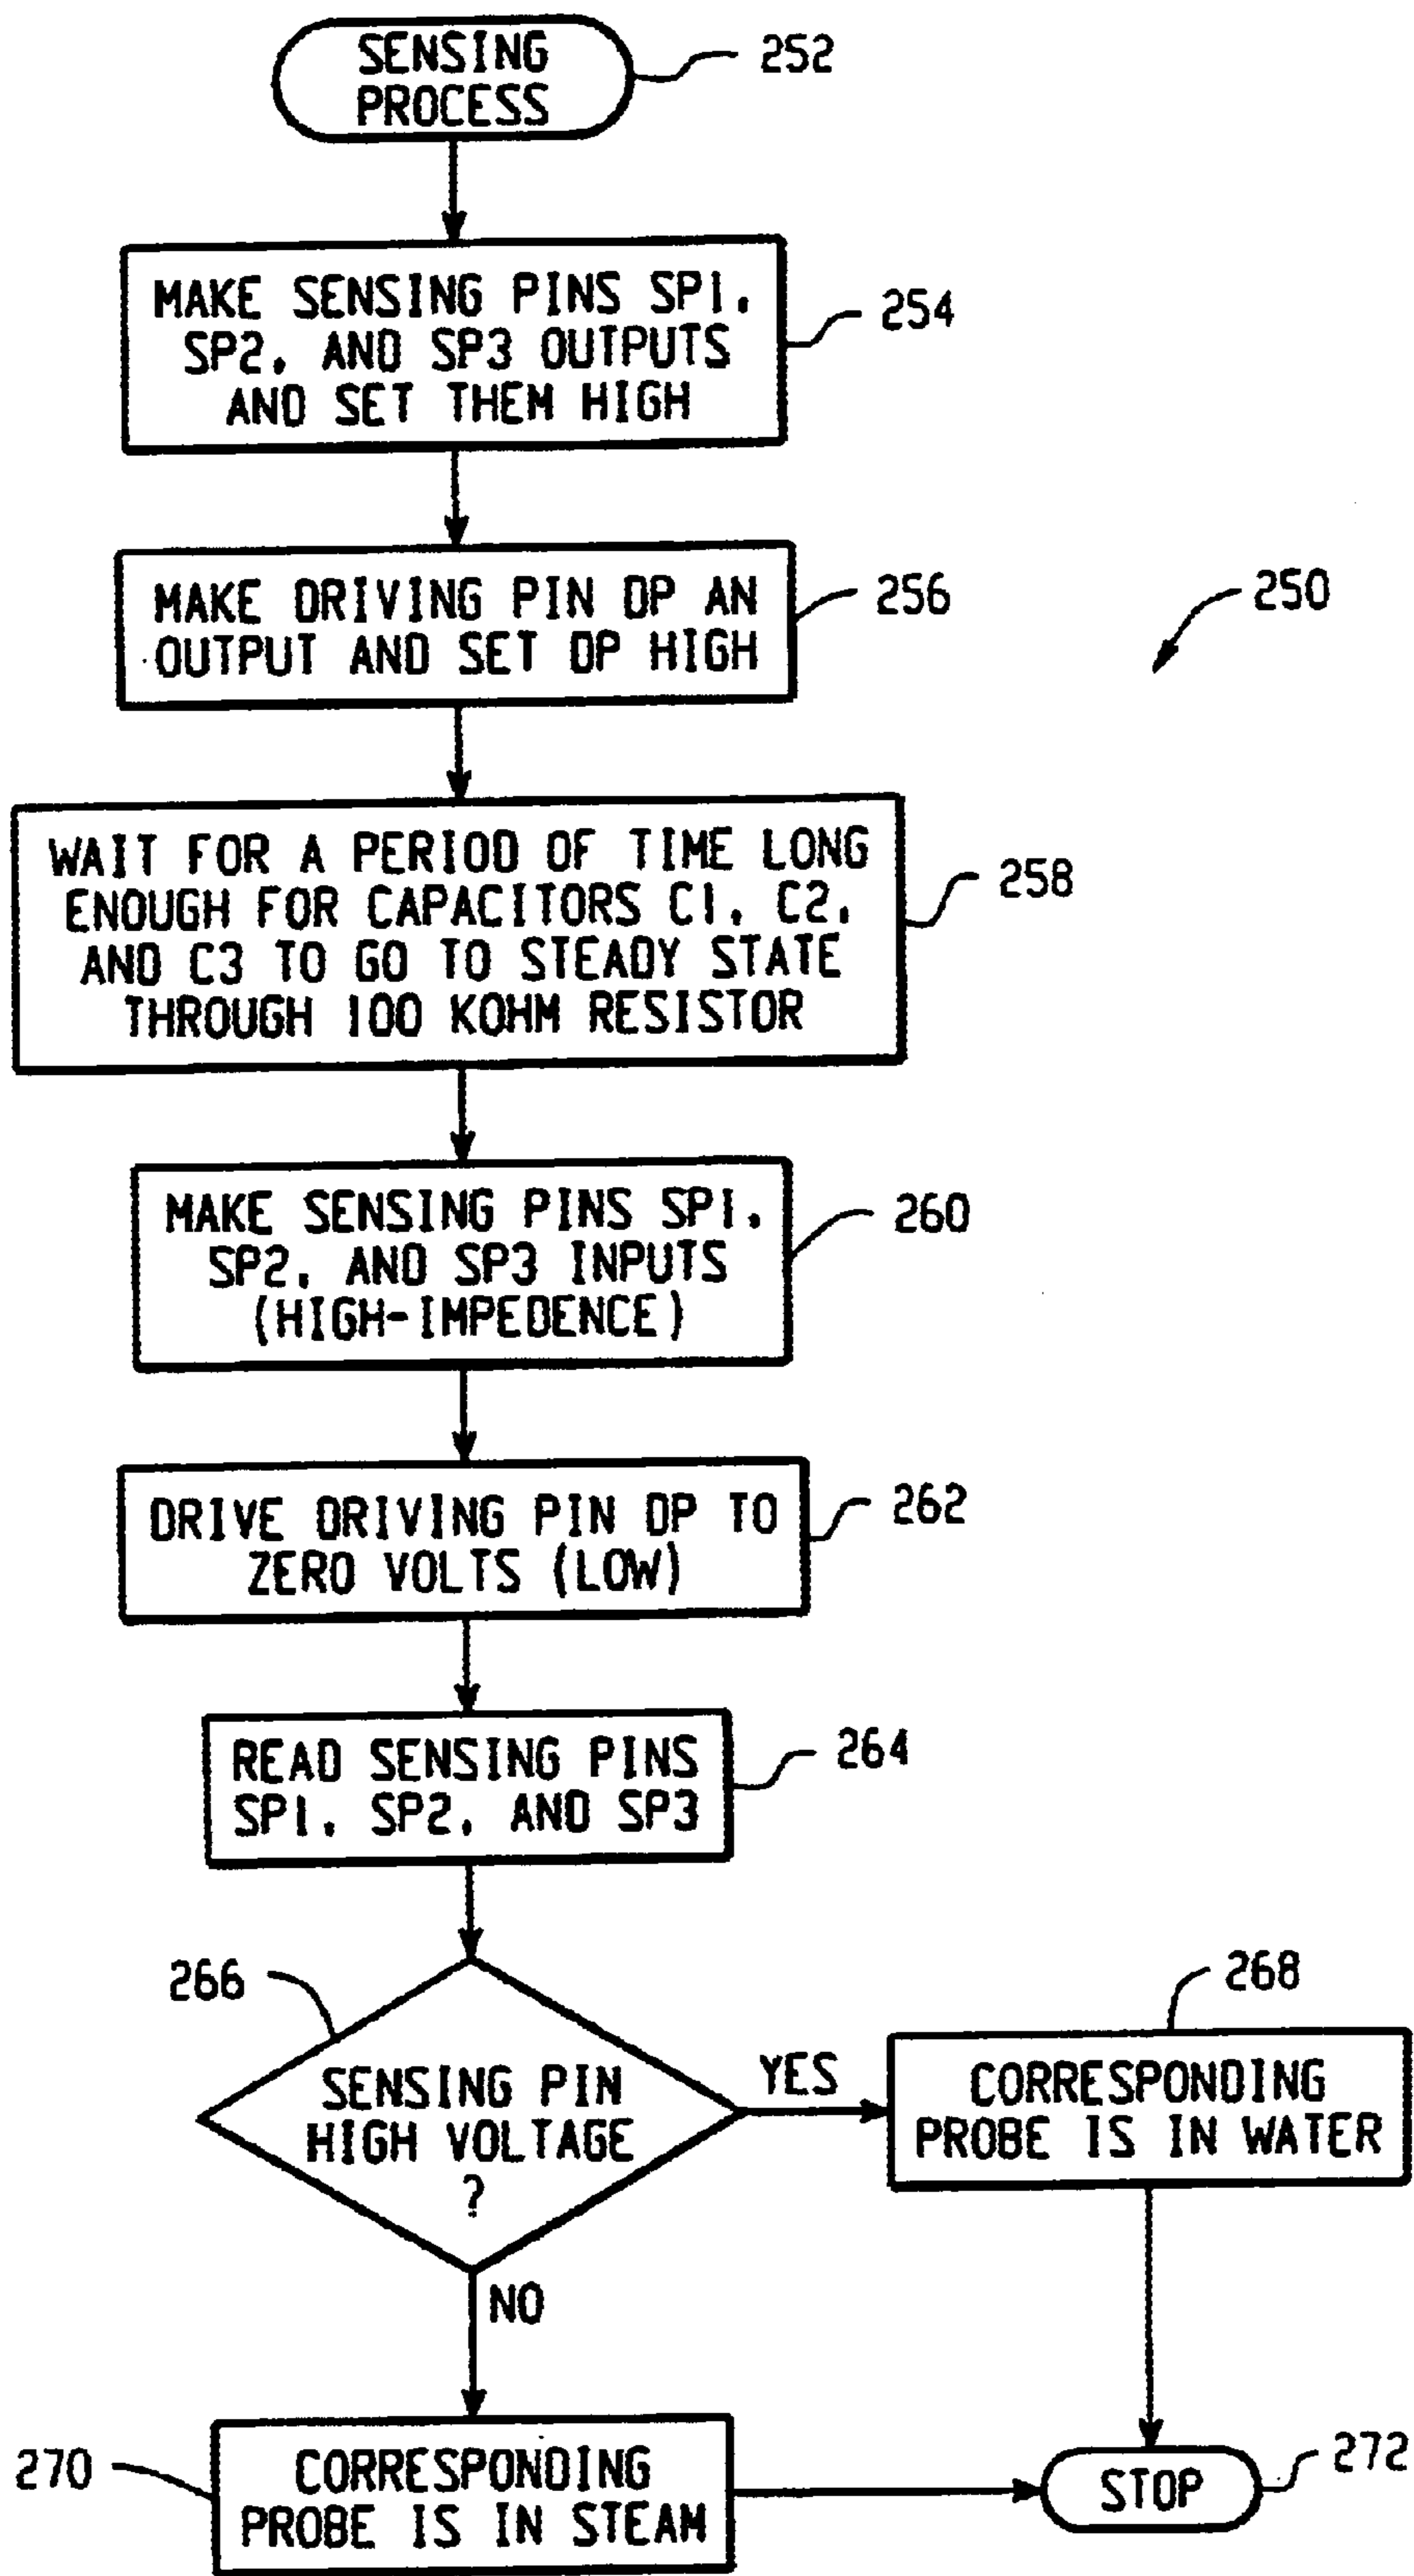 SENSING
PROCESS
252
MAKE SENSING PINS SP1,
SP2, AND SP3 OUTPUTS
AND SET THEM HIGH
254
MAKE DRIVING PIN DP AN
OUTPUT AND SET DP HIGH
256
250
WAIT FOR A PERIOD OF TIME LONG
ENOUGH FOR CAPACITORS C1, C2,
AND C3 TO GO TO STEADY STATE
THROUGH 100 KOHM RESISTOR
258
MAKE SENSING PINS SP1,
SP2, AND SP3 INPUTS
(HIGH-IMPEDENCE)
260
DRIVE DRIVING PIN DP TO
ZERO VOLTS (LOW)
262
READ SENSING PINS
SP1, SP2, AND SP3
264
266
SENSING PIN
HIGH VOLTAGE
?
YES
268
CORRESPONDING
PROBE IS IN WATER
NO
270
CORRESPONDING
PROBE IS IN STEAM
STOP
272